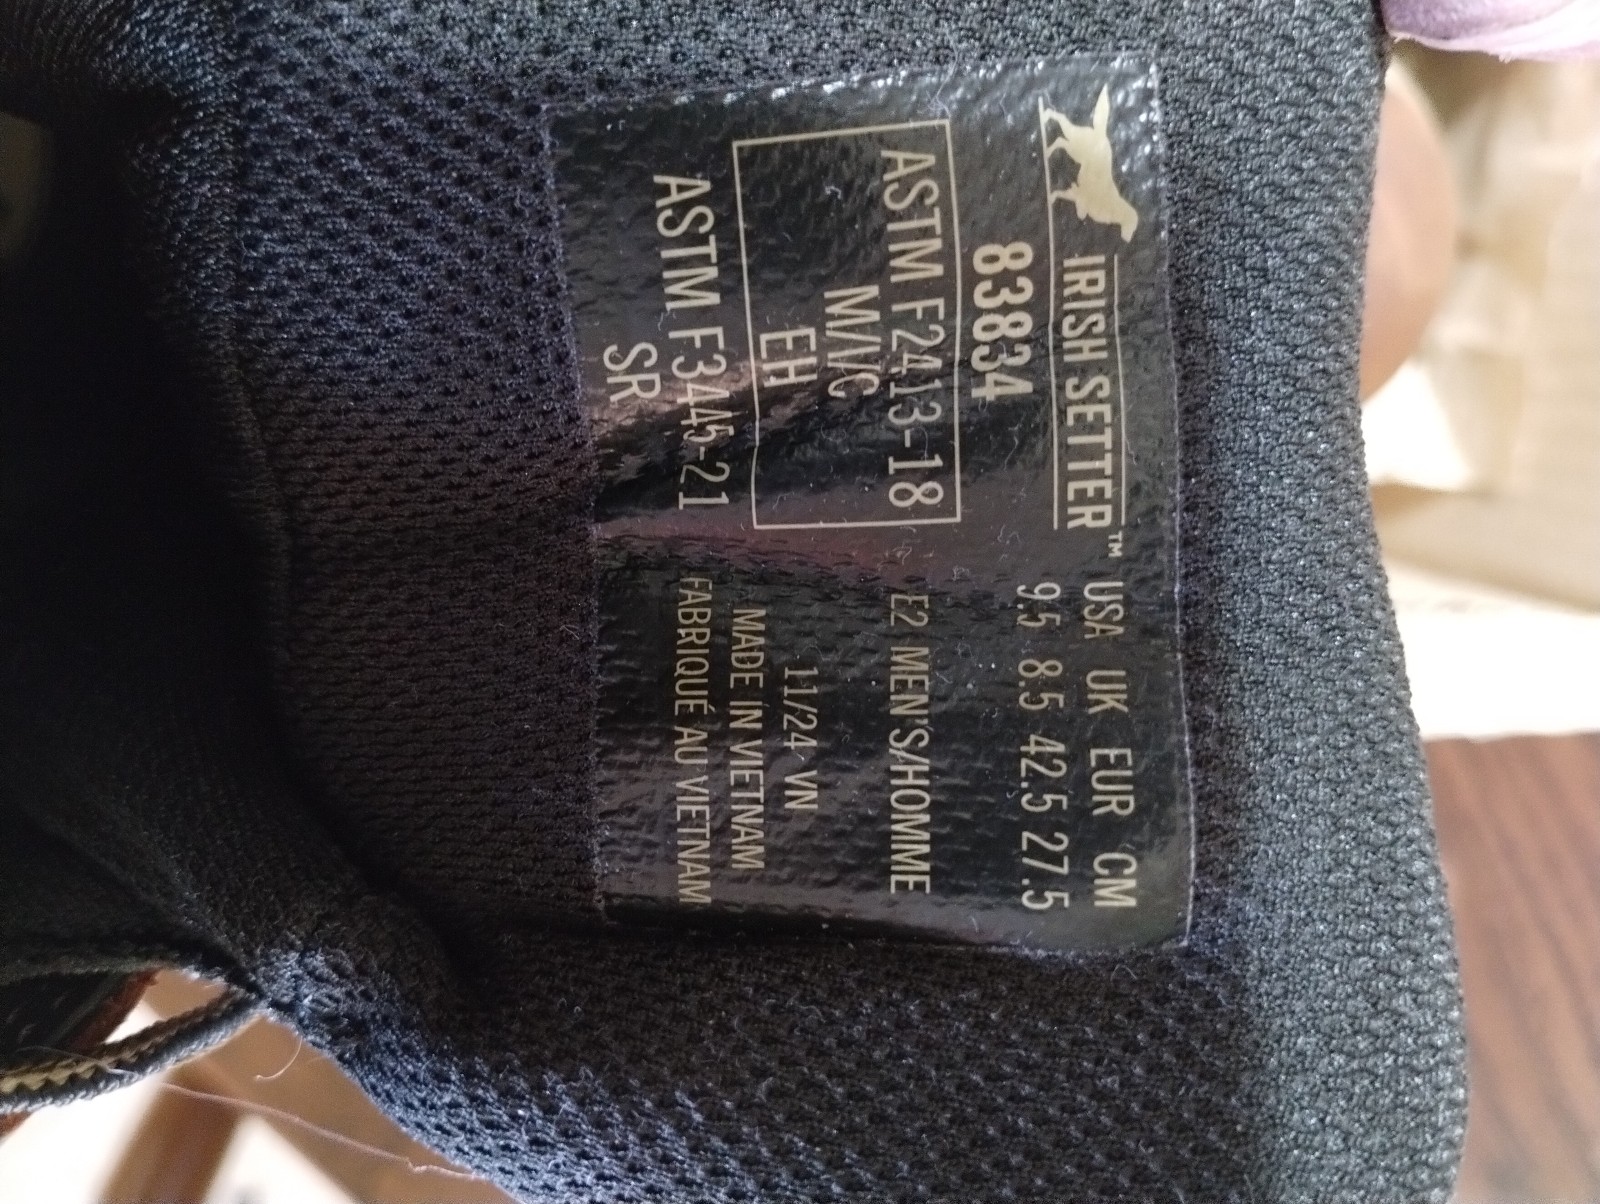 IRISH SETTER™
83834
ASTM F2413-18
M/I/C
EH
ASTM F3445-21
SR
USA UK EUR CM
9.5 8.5 42.5 27.5
E2 MEN'S/HOMME
11/24 VN
MADE IN VIETNAM
FABRIQUÉ AU VIETNAM